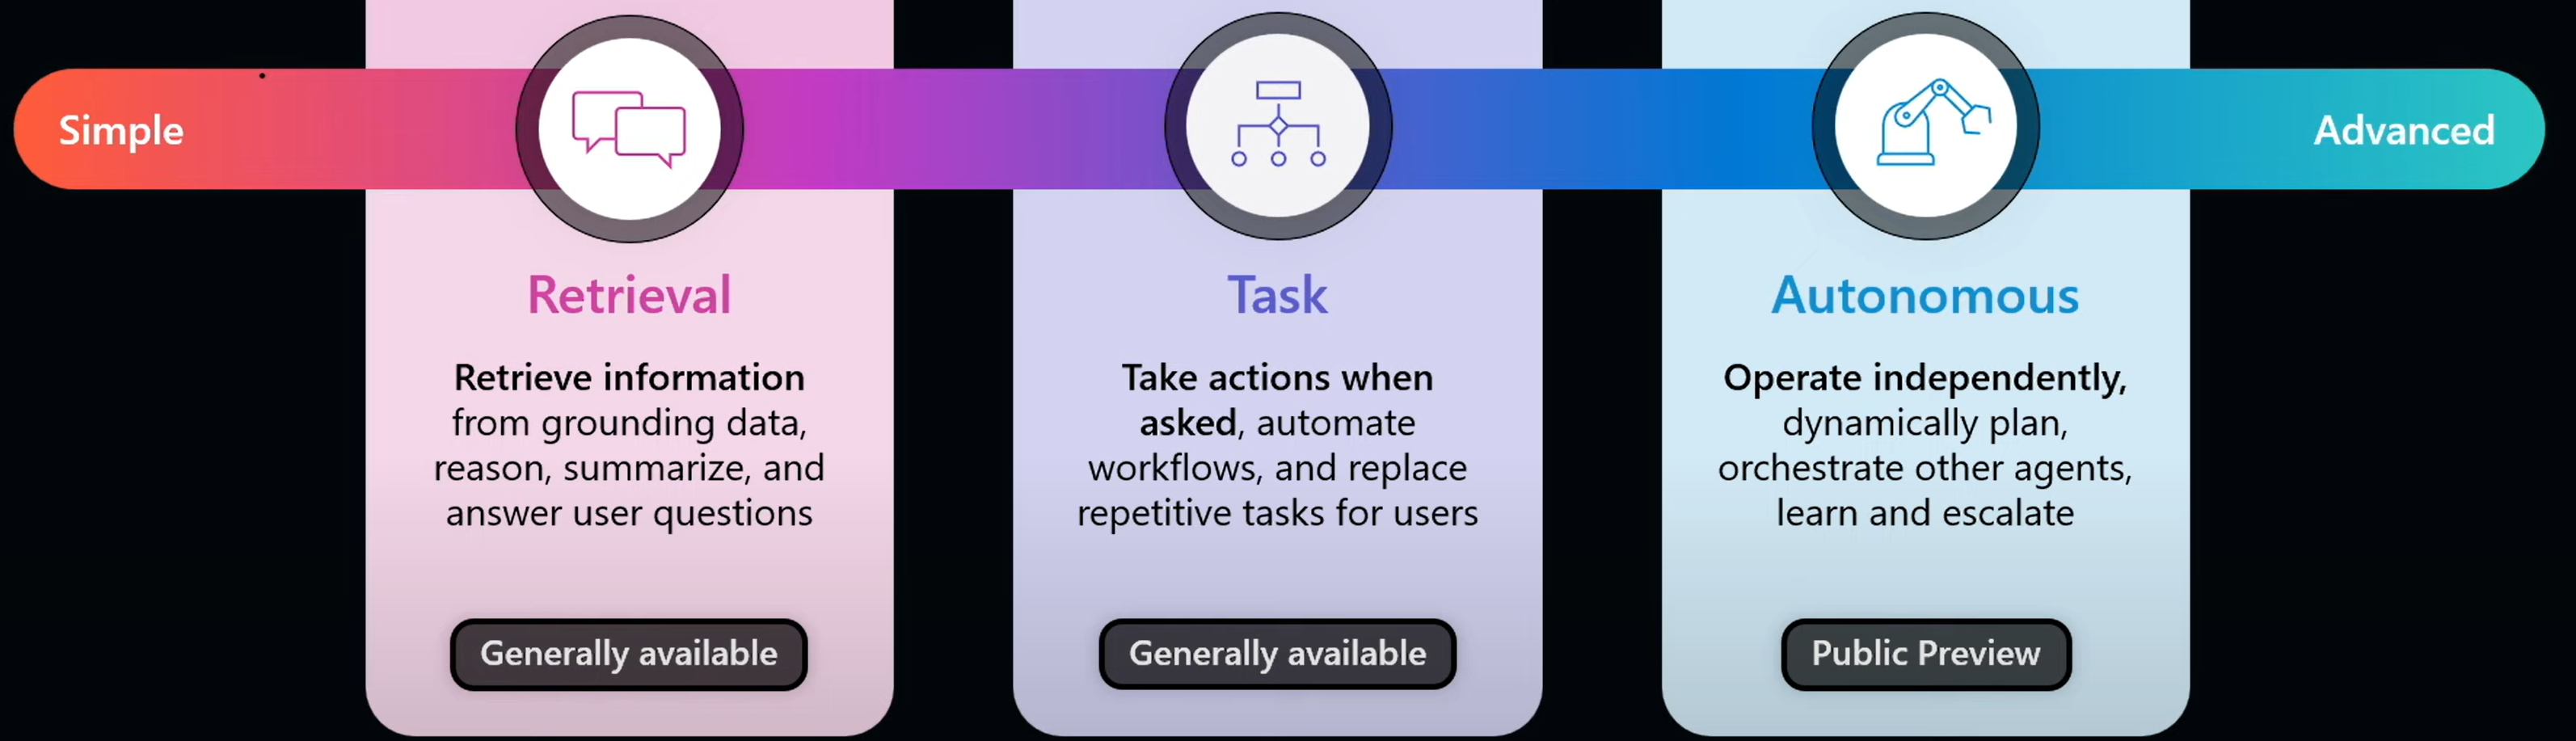 Simple
Advanced
Retrieval
Retrieve information
from grounding data,
reason, summarize, and
answer user questions
Generally available
Task
Take actions when
asked, automate
workflows, and replace
repetitive tasks for users
Generally available
Autonomous
Operate independently,
dynamically plan,
orchestrate other agents,
learn and escalate
Public Preview